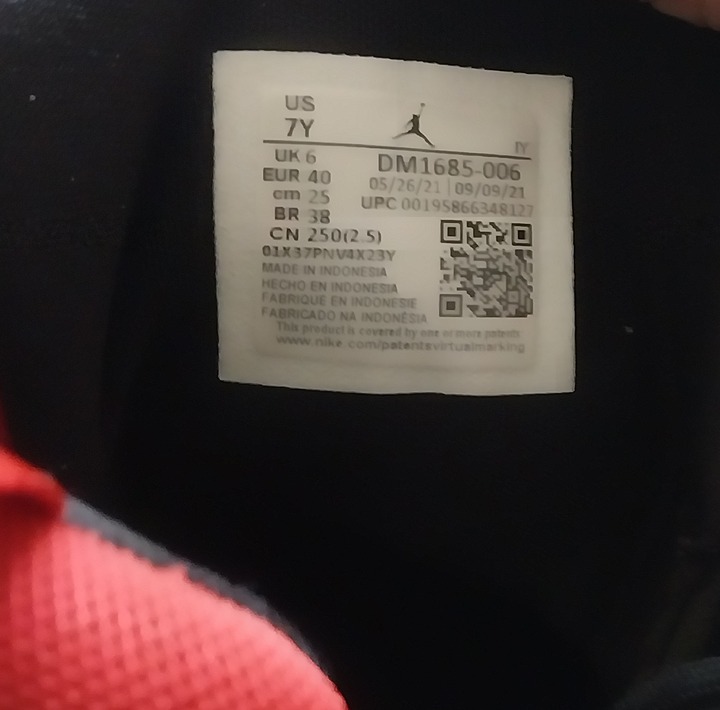 US
7Y
IY
UK 6
DM1685-006
EUR 40
05/26/21 | 09/09/21
cm 25
UPC 00195866348127
BR 38
CN 250(2.5)
01X37PNV4X23Y
MADE IN INDONESIA
HECHO EN INDONESIA
FABRIQUÉ EN INDONESIE
FABRICADO NA INDONÉSIA
This product is covered by one or more patents
www.nike.com/patentsvirtualmarking